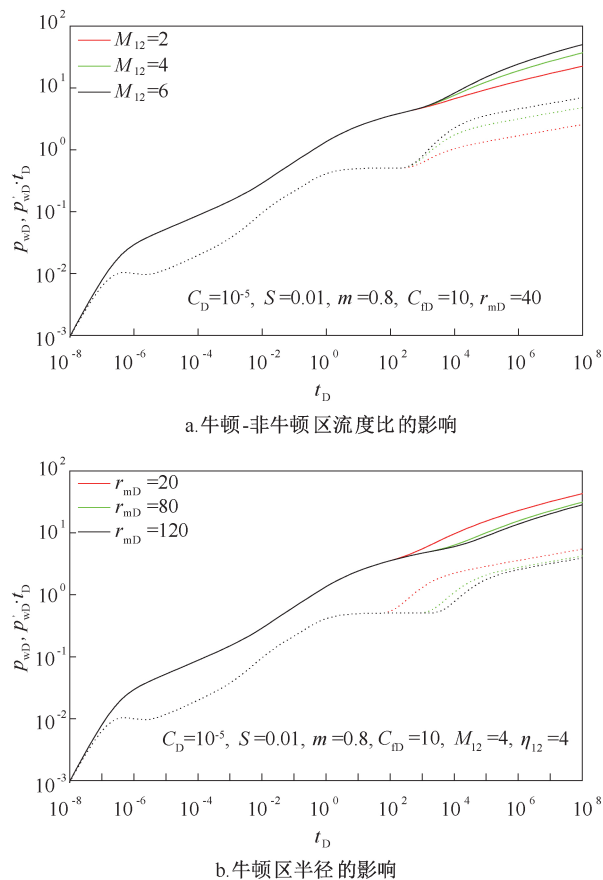 10²
10¹
10⁰
10⁻¹
10⁻²
10⁻³
p_wD, p'_wD·t_D
M₁₂=2
M₁₂=4
M₁₂=6
C_D=10⁻⁵, S=0.01, m=0.8, C_fD=10, r_mD=40
10⁻⁸ 10⁻⁶ 10⁻⁴ 10⁻² 10⁰ 10² 10⁴ 10⁶ 10⁸
t_D
a.牛顿-非牛顿区流度比的影响
10²
10¹
10⁰
10⁻¹
10⁻²
10⁻³
p_wD, p'_wD·t_D
r_mD=20
r_mD=80
r_mD=120
C_D=10⁻⁵, S=0.01, m=0.8, C_fD=10, M₁₂=4, η₁₂=4
10⁻⁸ 10⁻⁶ 10⁻⁴ 10⁻² 10⁰ 10² 10⁴ 10⁶ 10⁸
t_D
b.牛顿区半径的影响